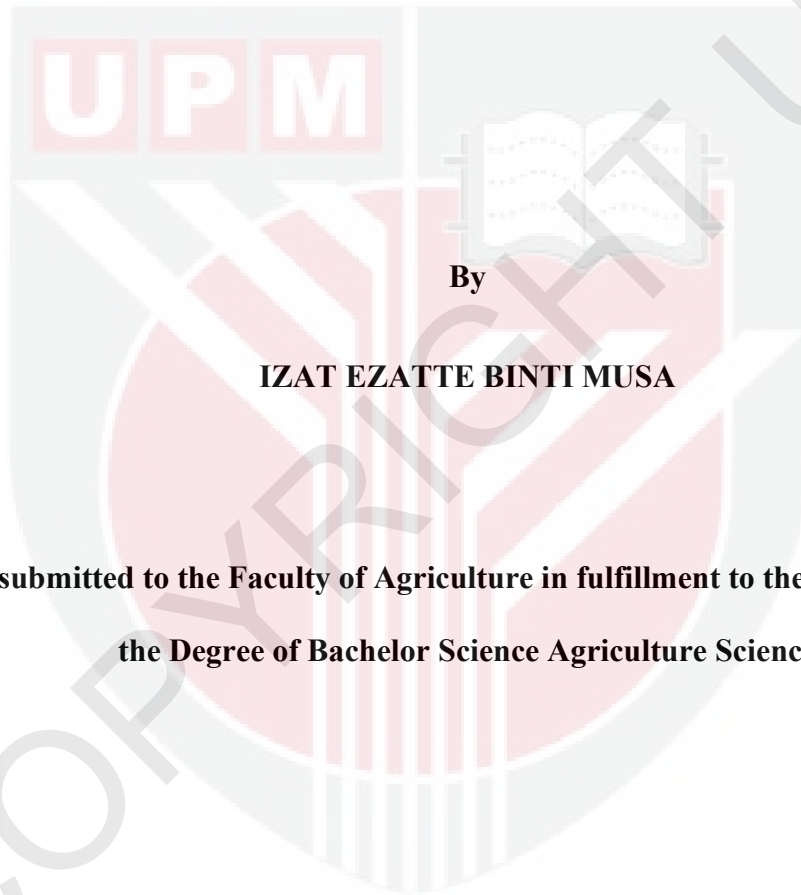 UPM
By
IZAT EZATTE BINTI MUSA
submitted to the Faculty of Agriculture in fulfillment to the
the Degree of Bachelor Science Agriculture Scienc